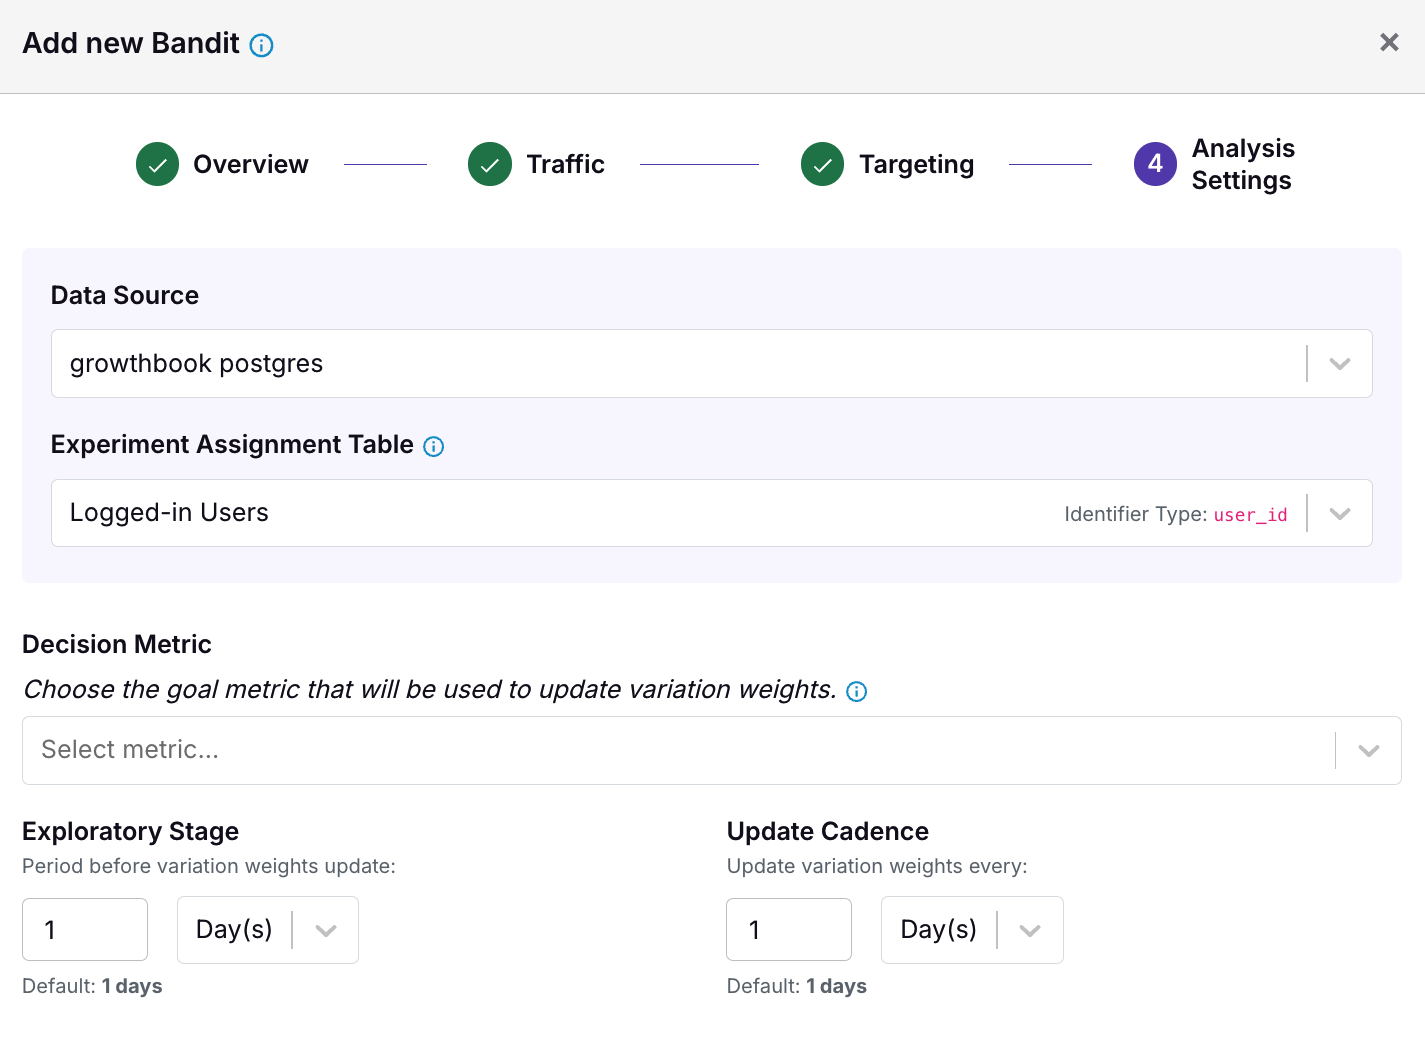 Add new Bandit
Overview
Traffic
Targeting
4
Analysis
Settings
Data Source
growthbook postgres
Experiment Assignment Table
Logged-in Users
Identifier Type: user_id
Decision Metric
Choose the goal metric that will be used to update variation weights.
Select metric...
Exploratory Stage
Period before variation weights update:
1
Day(s)
Default: 1 days
Update Cadence
Update variation weights every:
1
Day(s)
Default: 1 days